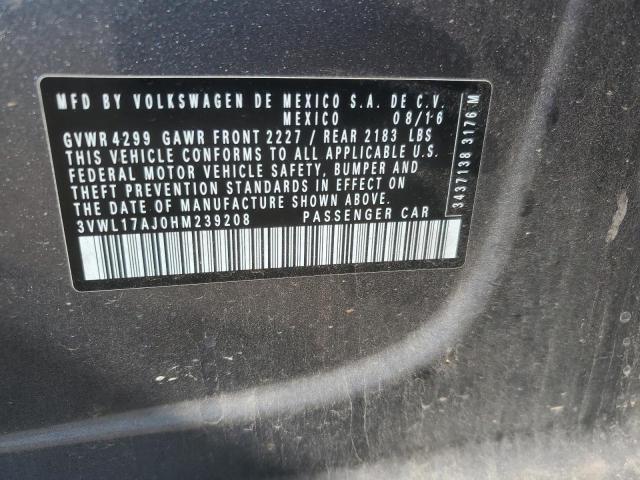 MFD BY VOLKSWAGEN DE MEXICO S.A. DE C.V.
MEXICO 08/16
GVWR 4299 GAWR FRONT 2227 / REAR 2183 LBS
THIS VEHICLE CONFORMS TO ALL APPLICABLE U.S.
FEDERAL MOTOR VEHICLE SAFETY, BUMPER AND
THEFT PREVENTION STANDARDS IN EFFECT ON
THE DATE OF MANUFACTURE SHOWN ABOVE.
3VWL17AJ0HM239208 PASSENGER CAR
3437138 3176 M